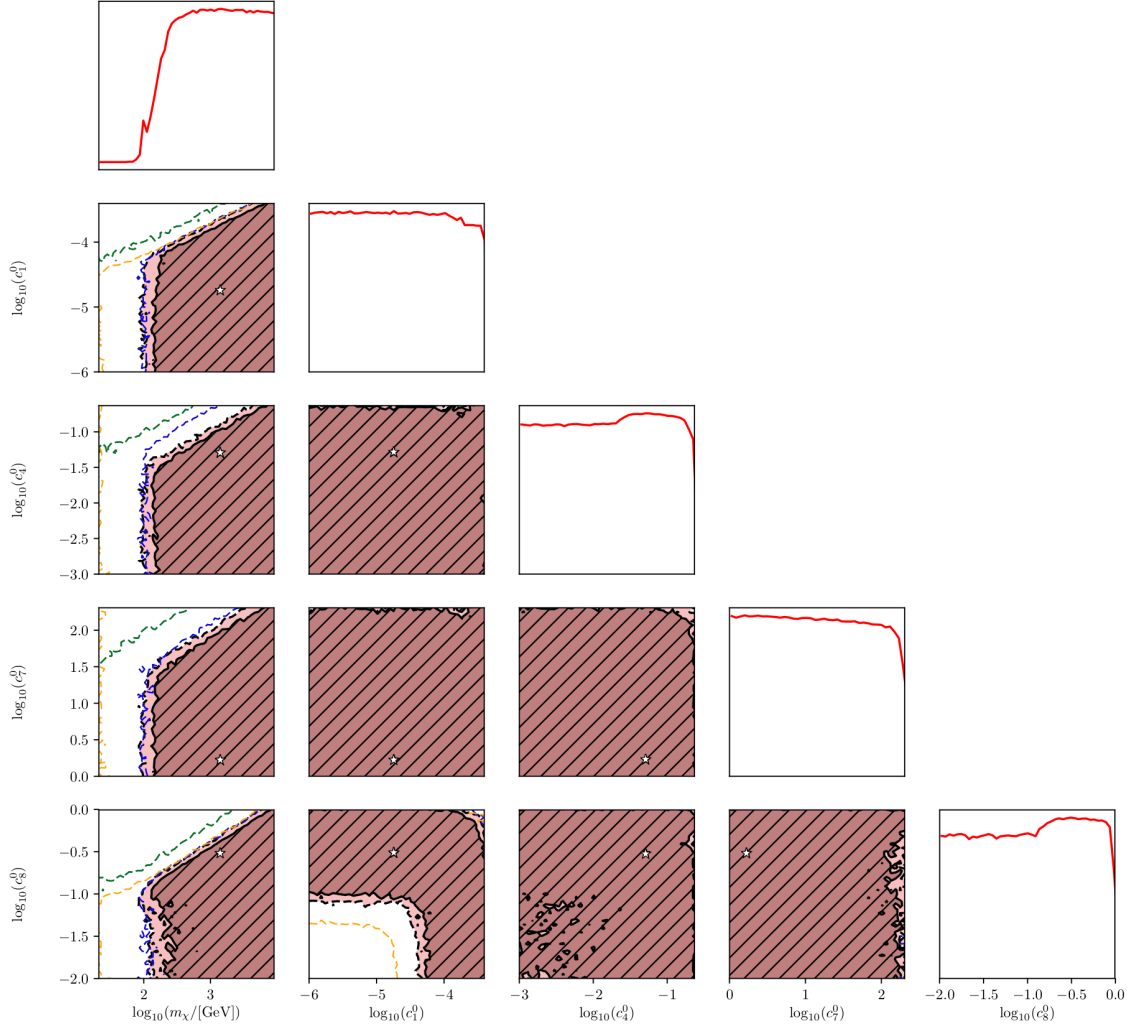 log₁₀(c₁⁰)
−4
−5
−6
log₁₀(c₄⁰)
−1.0
−1.5
−2.0
−2.5
−3.0
log₁₀(c₇⁰)
2.0
1.5
1.0
0.5
0.0
log₁₀(c₈⁰)
0.0
−0.5
−1.0
−1.5
−2.0
2 3
−6 −5 −4
−3 −2 −1
0 1 2
−2.0 −1.5 −1.0 −0.5 0.0
log₁₀(mχ/[GeV])
log₁₀(c₁⁰)
log₁₀(c₄⁰)
log₁₀(c₇⁰)
log₁₀(c₈⁰)